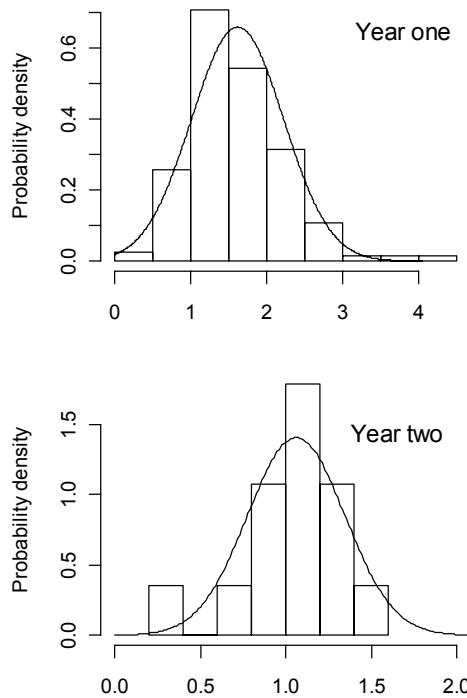 Year one
Probability density
0.0 0.2 0.4 0.6
0 1 2 3 4
Year two
Probability density
0.0 0.5 1.0 1.5
0.0 0.5 1.0 1.5 2.0